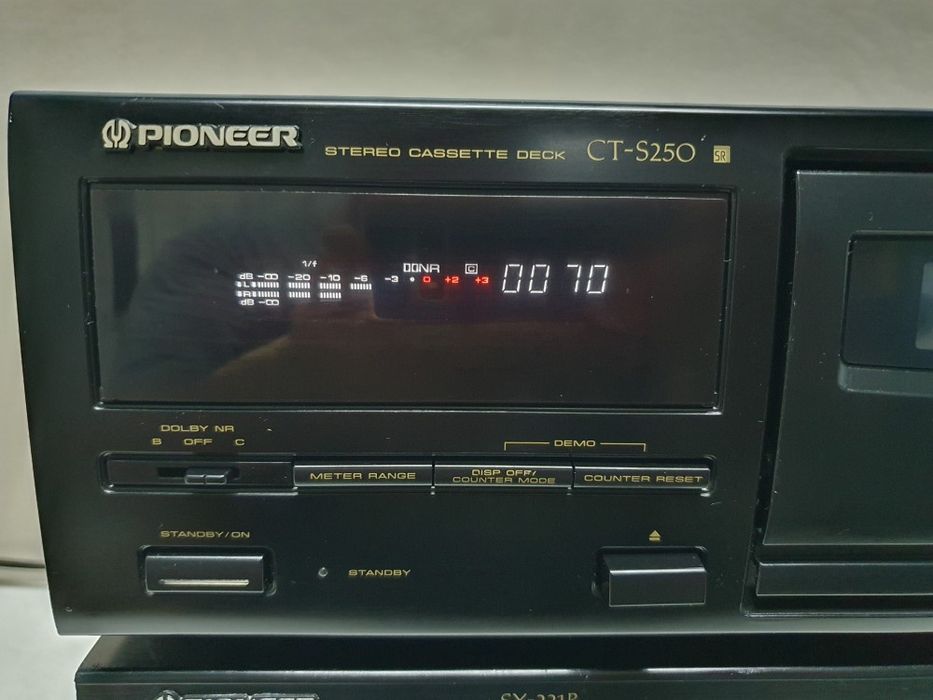 PIONEER STEREO CASSETTE DECK CT-S250 SR
1/f
NR C
dB -∞ -20 -10 -6 -3 • 0 +2 +3 0070
L
R
dB -∞
DOLBY NR
B OFF C
DEMO
METER RANGE
DISP OFF/
COUNTER MODE
COUNTER RESET
STANDBY/ON
STANDBY
PIONEER